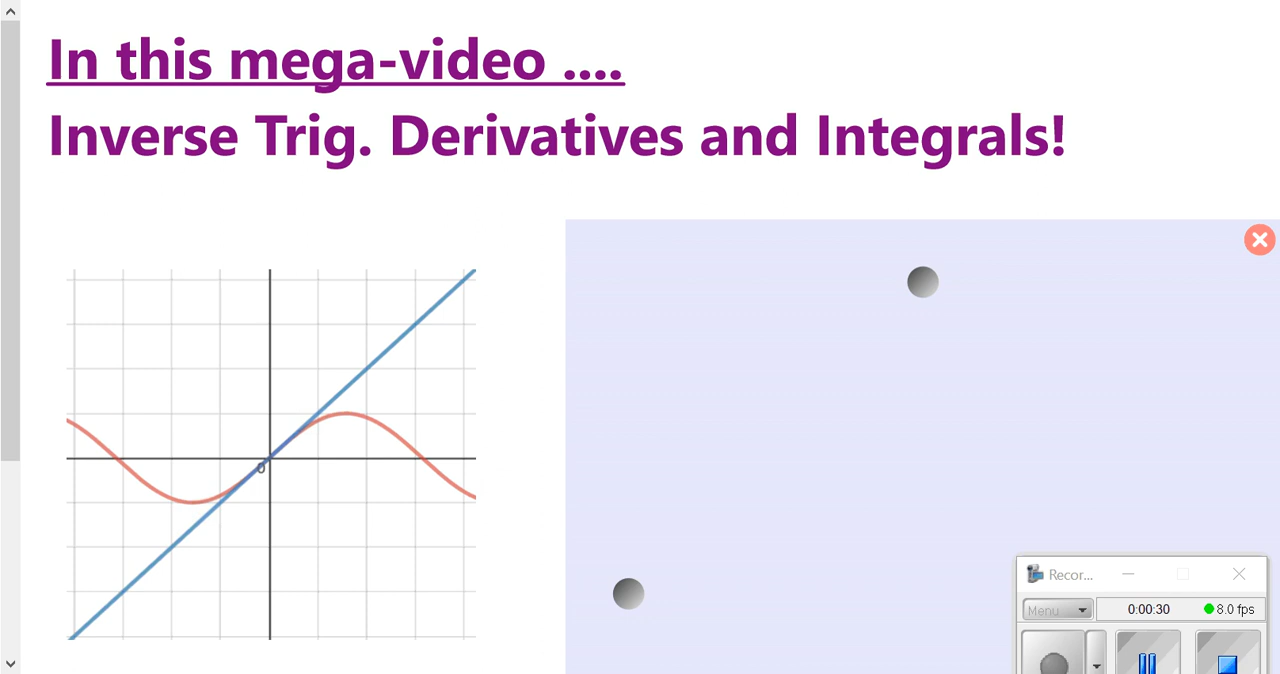 In this mega-video ....
Inverse Trig. Derivatives and Integrals!
0
Recor...
Menu
0:00:30
8.0 fps